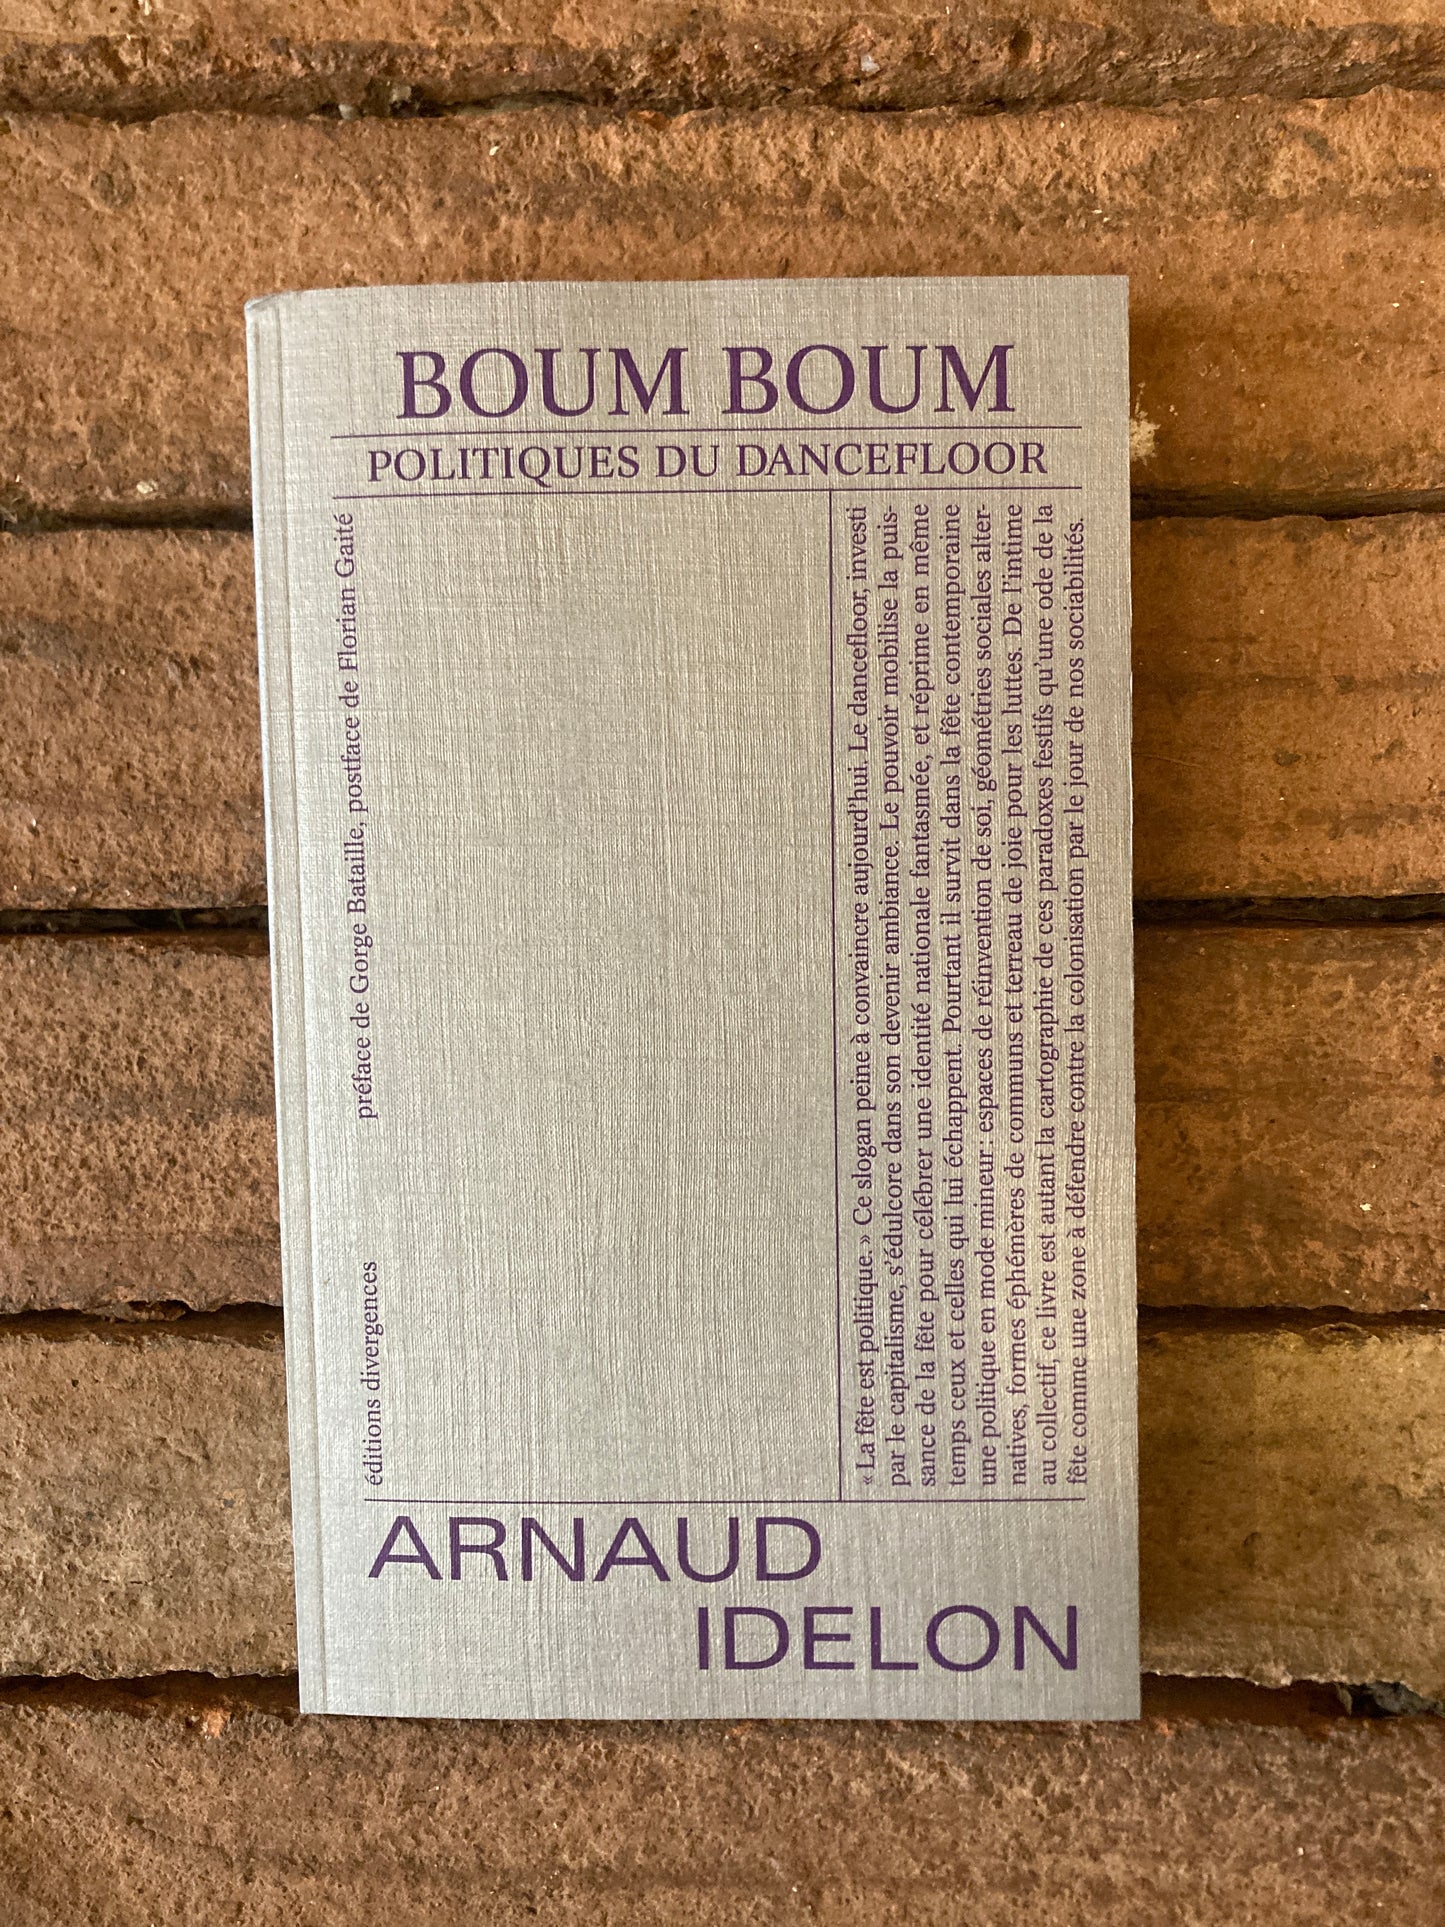 BOUM BOUM
POLITIQUES DU DANCEFLOOR
préface de Gorge Bataille, postface de Florian Gaité
éditions divergences
« La fête est politique. » Ce slogan peine à convaincre aujourd'hui. Le dancefloor, investi
par le capitalisme, s'édulcore dans son devenir ambiance. Le pouvoir mobilise la puis-
sance de la fête pour célébrer une identité nationale fantasmée, et réprime en même
temps ceux et celles qui lui échappent. Pourtant il survit dans la fête contemporaine
une politique en mode mineur : espaces de réinvention de soi, géométries sociales alter-
natives, formes éphémères de communs et terreau de joie pour les luttes. De l'intime
au collectif, ce livre est autant la cartographie de ces paradoxes festifs qu'une ode de la
fête comme une zone à défendre contre la colonisation par le jour de nos sociabilités.
ARNAUD
IDELON